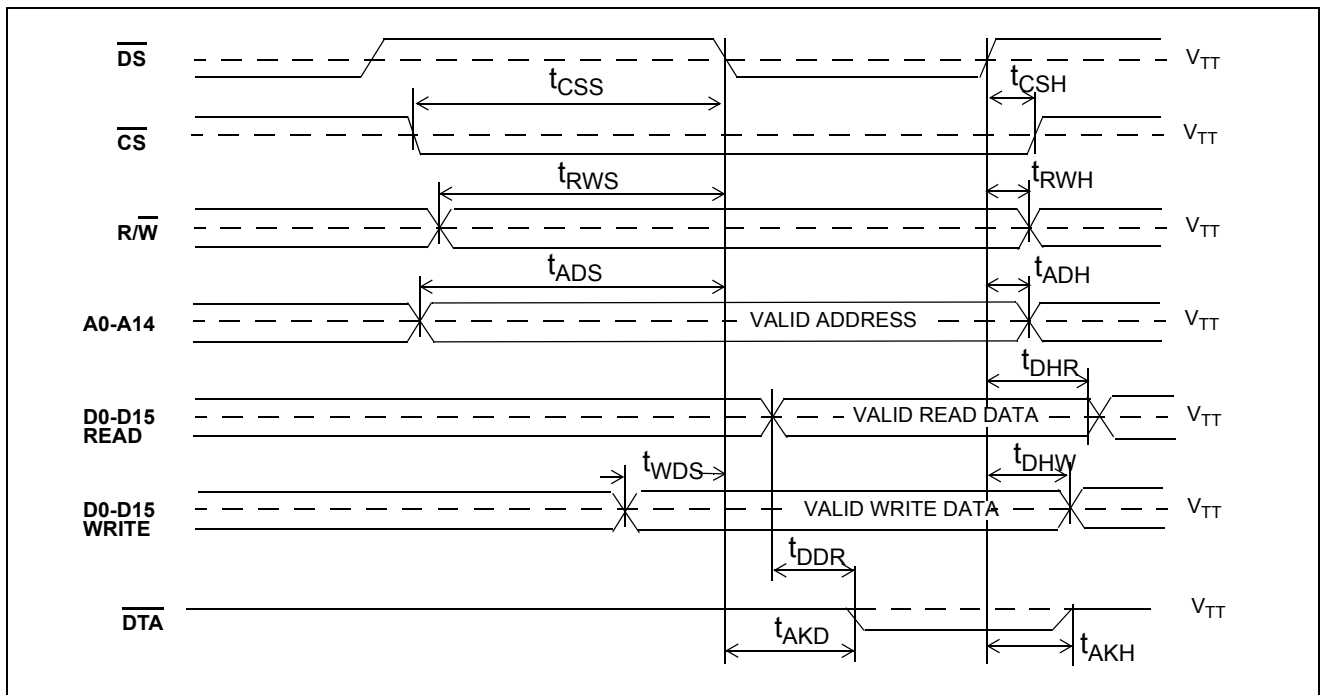 DS
VTT
tCSS
tCSH
CS
VTT
tRWS
tRWH
R/W
VTT
tADS
tADH
A0-A14
VALID ADDRESS
VTT
tDHR
D0-D15
READ
VALID READ DATA
VTT
tWDS
tDHW
D0-D15
WRITE
VALID WRITE DATA
VTT
tDDR
DTA
VTT
tAKD
tAKH